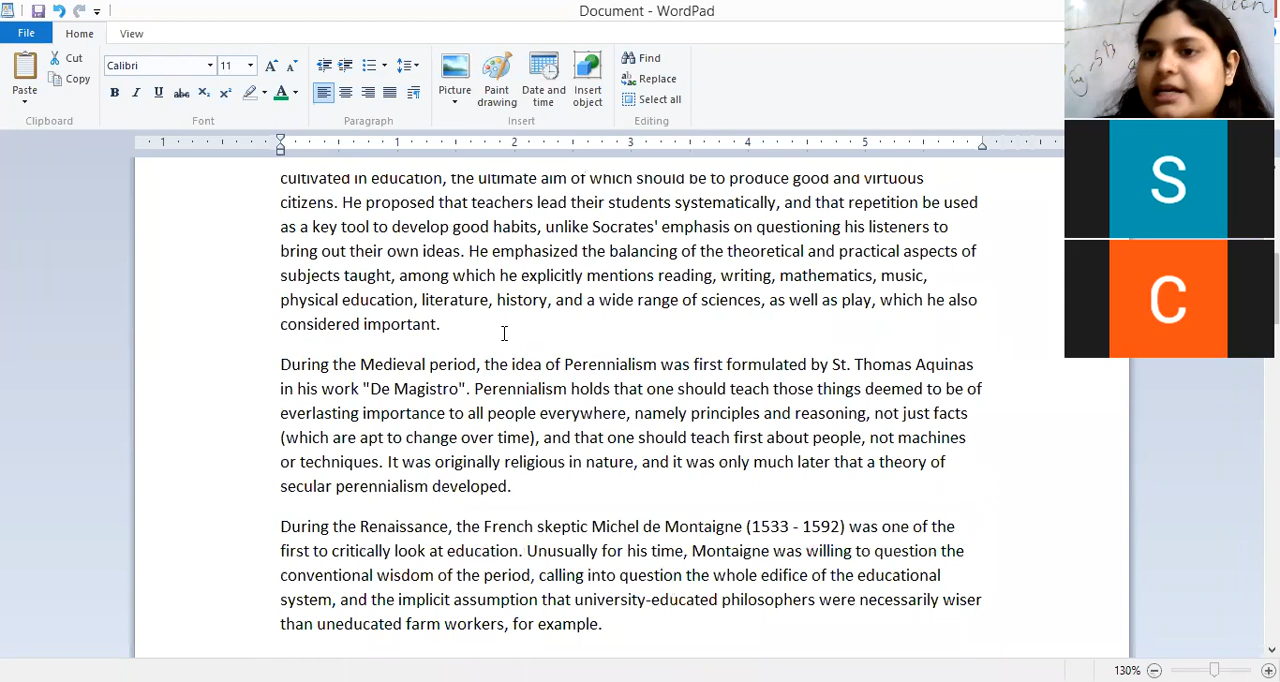 Document - WordPad
File
Home
View
Paste
Cut
Copy
Clipboard
Calibri
11
Font
Paragraph
Picture
Paint drawing
Date and time
Insert object
Insert
Find
Replace
Select all
Editing
1 1 2 3 4 5
cultivated in education, the ultimate aim of which should be to produce good and virtuous
citizens. He proposed that teachers lead their students systematically, and that repetition be used
as a key tool to develop good habits, unlike Socrates' emphasis on questioning his listeners to
bring out their own ideas. He emphasized the balancing of the theoretical and practical aspects of
subjects taught, among which he explicitly mentions reading, writing, mathematics, music,
physical education, literature, history, and a wide range of sciences, as well as play, which he also
considered important.
During the Medieval period, the idea of Perennialism was first formulated by St. Thomas Aquinas
in his work "De Magistro". Perennialism holds that one should teach those things deemed to be of
everlasting importance to all people everywhere, namely principles and reasoning, not just facts
(which are apt to change over time), and that one should teach first about people, not machines
or techniques. It was originally religious in nature, and it was only much later that a theory of
secular perennialism developed.
During the Renaissance, the French skeptic Michel de Montaigne (1533 - 1592) was one of the
first to critically look at education. Unusually for his time, Montaigne was willing to question the
conventional wisdom of the period, calling into question the whole edifice of the educational
system, and the implicit assumption that university-educated philosophers were necessarily wiser
than uneducated farm workers, for example.
S
C
130%